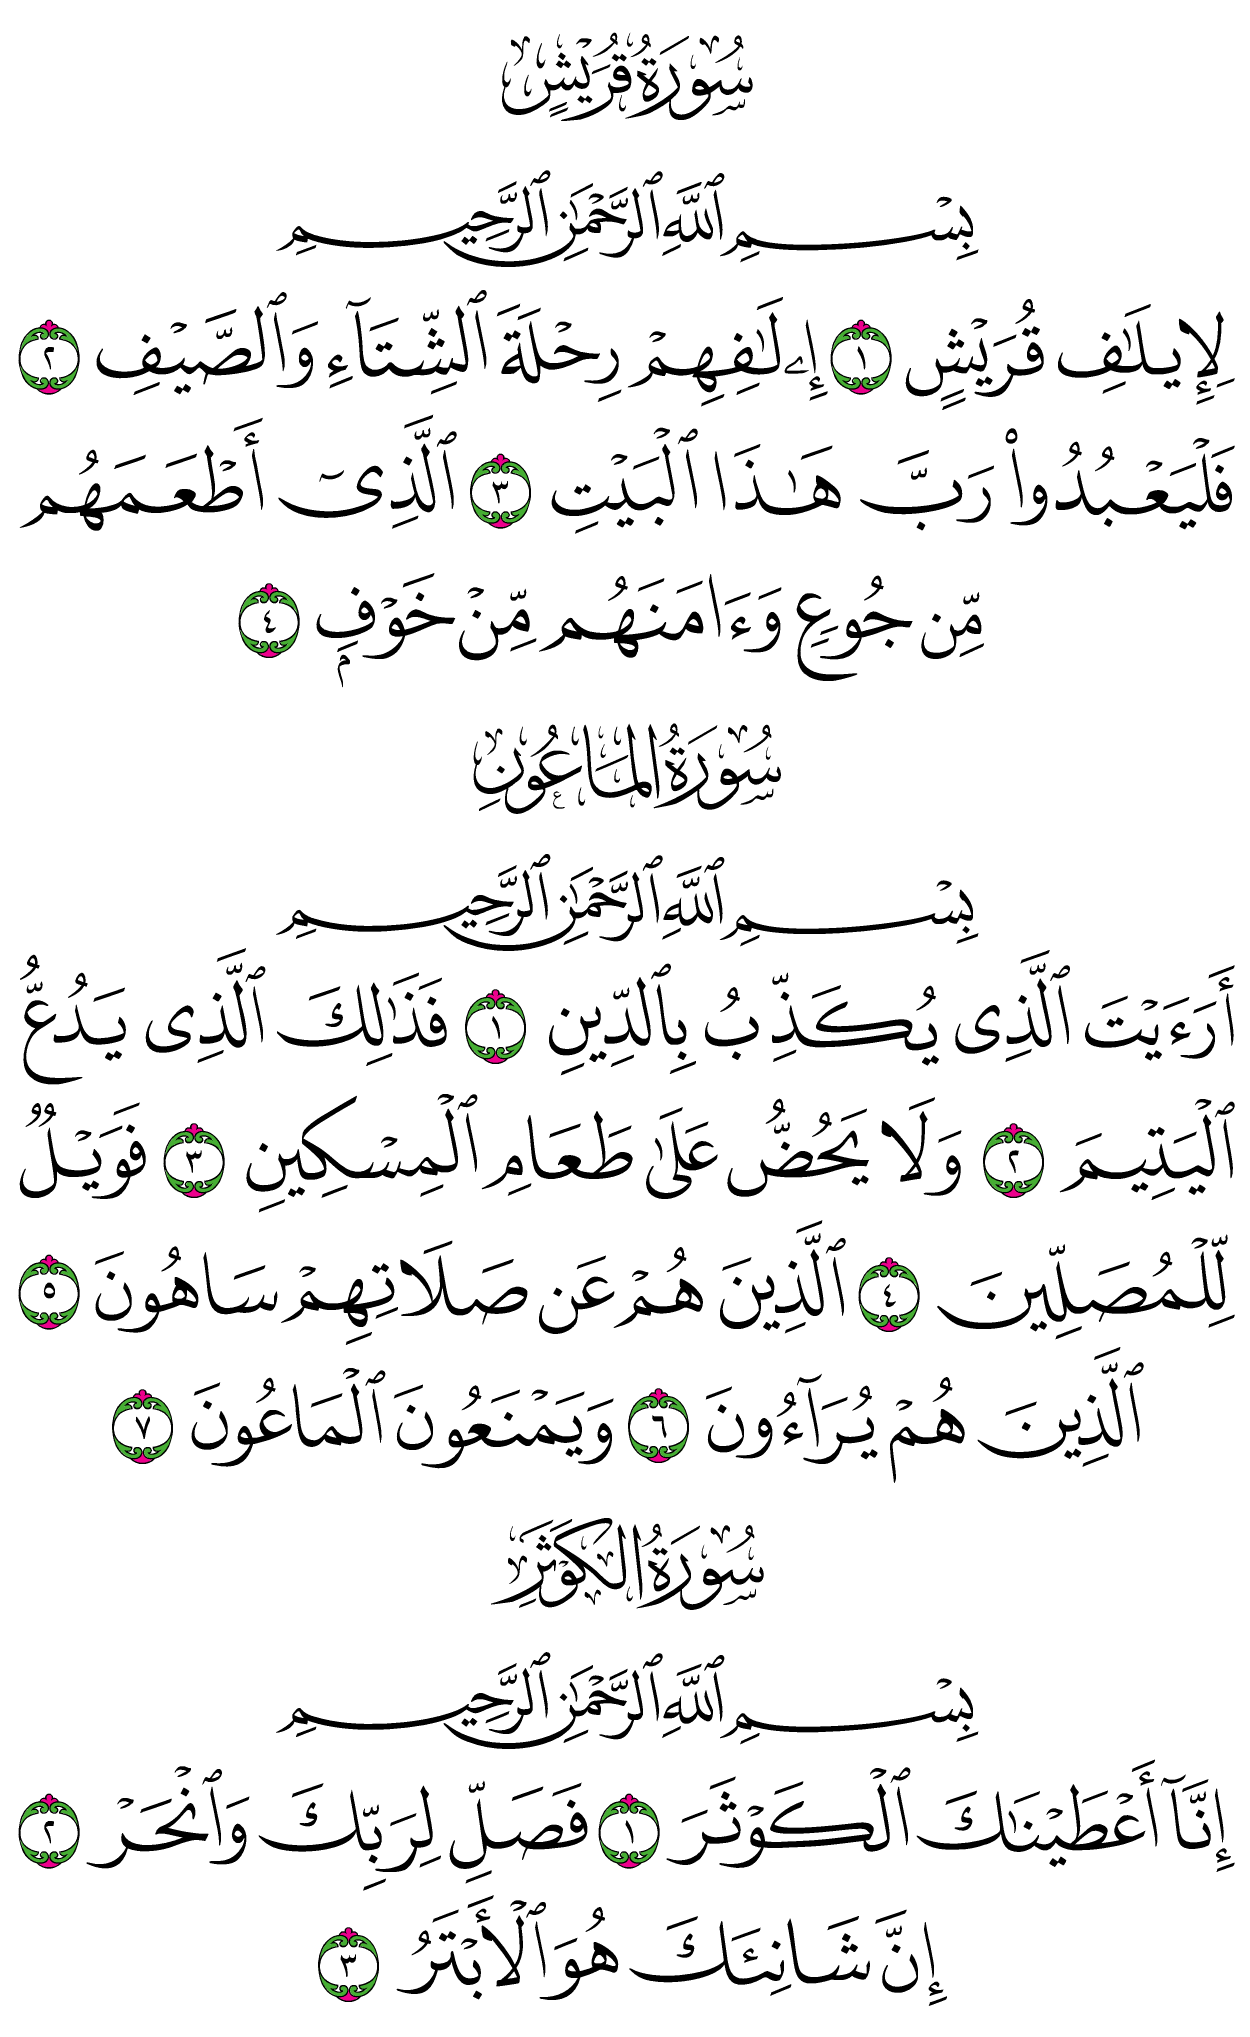 سُورَةُ قُرَيْشٍ
بِسْمِ ٱللَّهِ ٱلرَّحْمَٰنِ ٱلرَّحِيمِ
لِإِيلَٰفِ قُرَيْشٍ ١ إِۦلَٰفِهِمْ رِحْلَةَ ٱلشِّتَآءِ وَٱلصَّيْفِ ٢
فَلْيَعْبُدُوا۟ رَبَّ هَٰذَا ٱلْبَيْتِ ٣ ٱلَّذِىٓ أَطْعَمَهُم
مِّن جُوعٍ وَءَامَنَهُم مِّنْ خَوْفٍۭ ٤
سُورَةُ الْمَاعُونِ
بِسْمِ ٱللَّهِ ٱلرَّحْمَٰنِ ٱلرَّحِيمِ
أَرَءَيْتَ ٱلَّذِى يُكَذِّبُ بِٱلدِّينِ ١ فَذَٰلِكَ ٱلَّذِى يَدُعُّ
ٱلْيَتِيمَ ٢ وَلَا يَحُضُّ عَلَىٰ طَعَامِ ٱلْمِسْكِينِ ٣ فَوَيْلٌ
لِّلْمُصَلِّينَ ٤ ٱلَّذِينَ هُمْ عَن صَلَاتِهِمْ سَاهُونَ ٥
ٱلَّذِينَ هُمْ يُرَآءُونَ ٦ وَيَمْنَعُونَ ٱلْمَاعُونَ ٧
سُورَةُ الْكَوْثَرِ
بِسْمِ ٱللَّهِ ٱلرَّحْمَٰنِ ٱلرَّحِيمِ
إِنَّآ أَعْطَيْنَٰكَ ٱلْكَوْثَرَ ١ فَصَلِّ لِرَبِّكَ وَٱنْحَرْ ٢
إِنَّ شَانِئَكَ هُوَ ٱلْأَبْتَرُ ٣